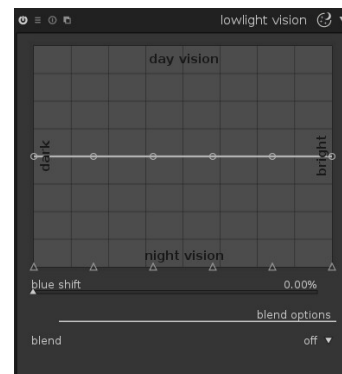 lowlight vision
day vision
dark
bright
night vision
blue shift 0.00%
blend options
blend off